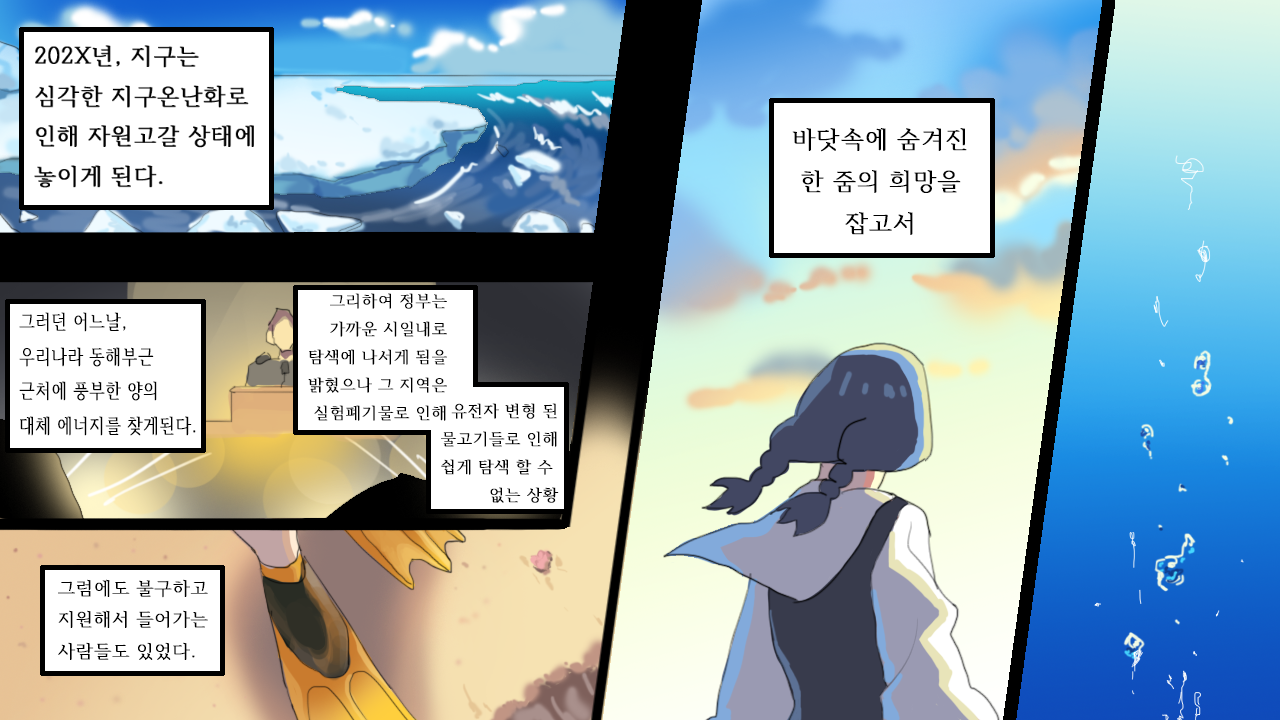 202X년, 지구는
심각한 지구온난화로
인해 자원고갈 상태에
놓이게 된다.
그러던 어느날,
우리나라 동해부근
근처에 풍부한 양의
대체 에너지를 찾게된다.
그리하여 정부는
가까운 시일내로
탐색에 나서게 됨을
밝혔으나 그 지역은
실험폐기물로 인해 유전자 변형 된
물고기들로 인해
쉽게 탐색 할 수
없는 상황
그럼에도 불구하고
지원해서 들어가는
사람들도 있었다.
바닷속에 숨겨진
한 줌의 희망을
잡고서